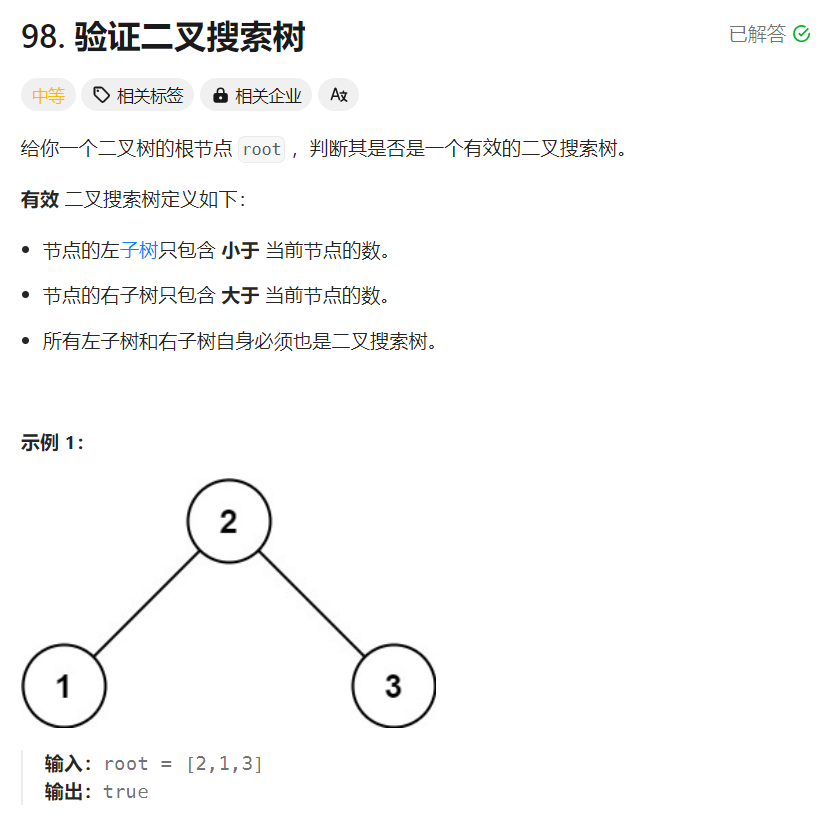 98. 验证二叉搜索树
已解答
中等 相关标签 相关企业 Aあ
给你一个二叉树的根节点 root ，判断其是否是一个有效的二叉搜索树。
有效 二叉搜索树定义如下：
• 节点的左子树只包含 小于 当前节点的数。
• 节点的右子树只包含 大于 当前节点的数。
• 所有左子树和右子树自身必须也是二叉搜索树。
示例 1：
2
1 3
输入：root = [2,1,3]
输出：true